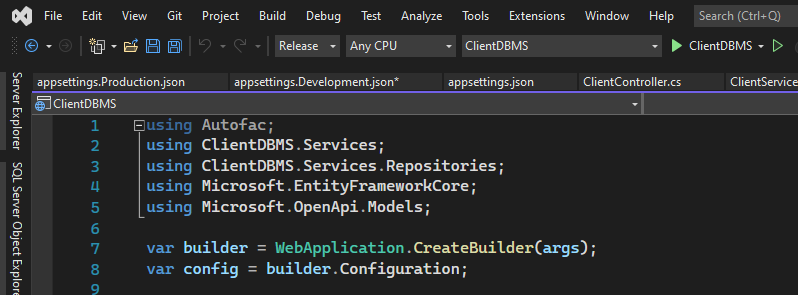 File Edit View Git Project Build Debug Test Analyze Tools Extensions Window Help Search (Ctrl+Q)
Release Any CPU ClientDBMS ClientDBMS
appsettings.Production.json appsettings.Development.json* appsettings.json ClientController.cs ClientService
ClientDBMS
Server Explorer
SQL Server Object Explore
1 using Autofac;
2 using ClientDBMS.Services;
3 using ClientDBMS.Services.Repositories;
4 using Microsoft.EntityFrameworkCore;
5 using Microsoft.OpenApi.Models;
6
7 var builder = WebApplication.CreateBuilder(args);
8 var config = builder.Configuration;
9